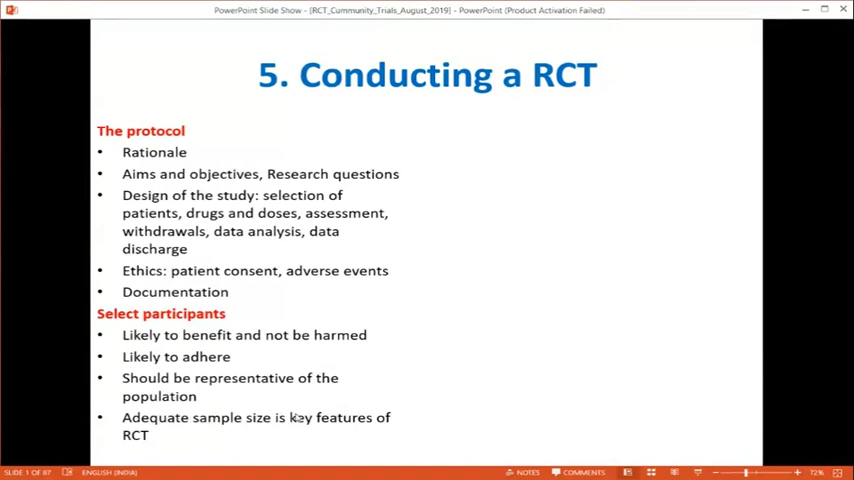 PowerPoint Slide Show - [RCT_Cummunity_Trials_August_2019] - PowerPoint (Product Activation Failed)
5. Conducting a RCT
The protocol
• Rationale
• Aims and objectives, Research questions
• Design of the study: selection of
patients, drugs and doses, assessment,
withdrawals, data analysis, data
discharge
• Ethics: patient consent, adverse events
• Documentation
Select participants
• Likely to benefit and not be harmed
• Likely to adhere
• Should be representative of the
population
• Adequate sample size is key features of
RCT
SLIDE 1 OF 87 ENGLISH (INDIA) NOTES COMMENTS 72%